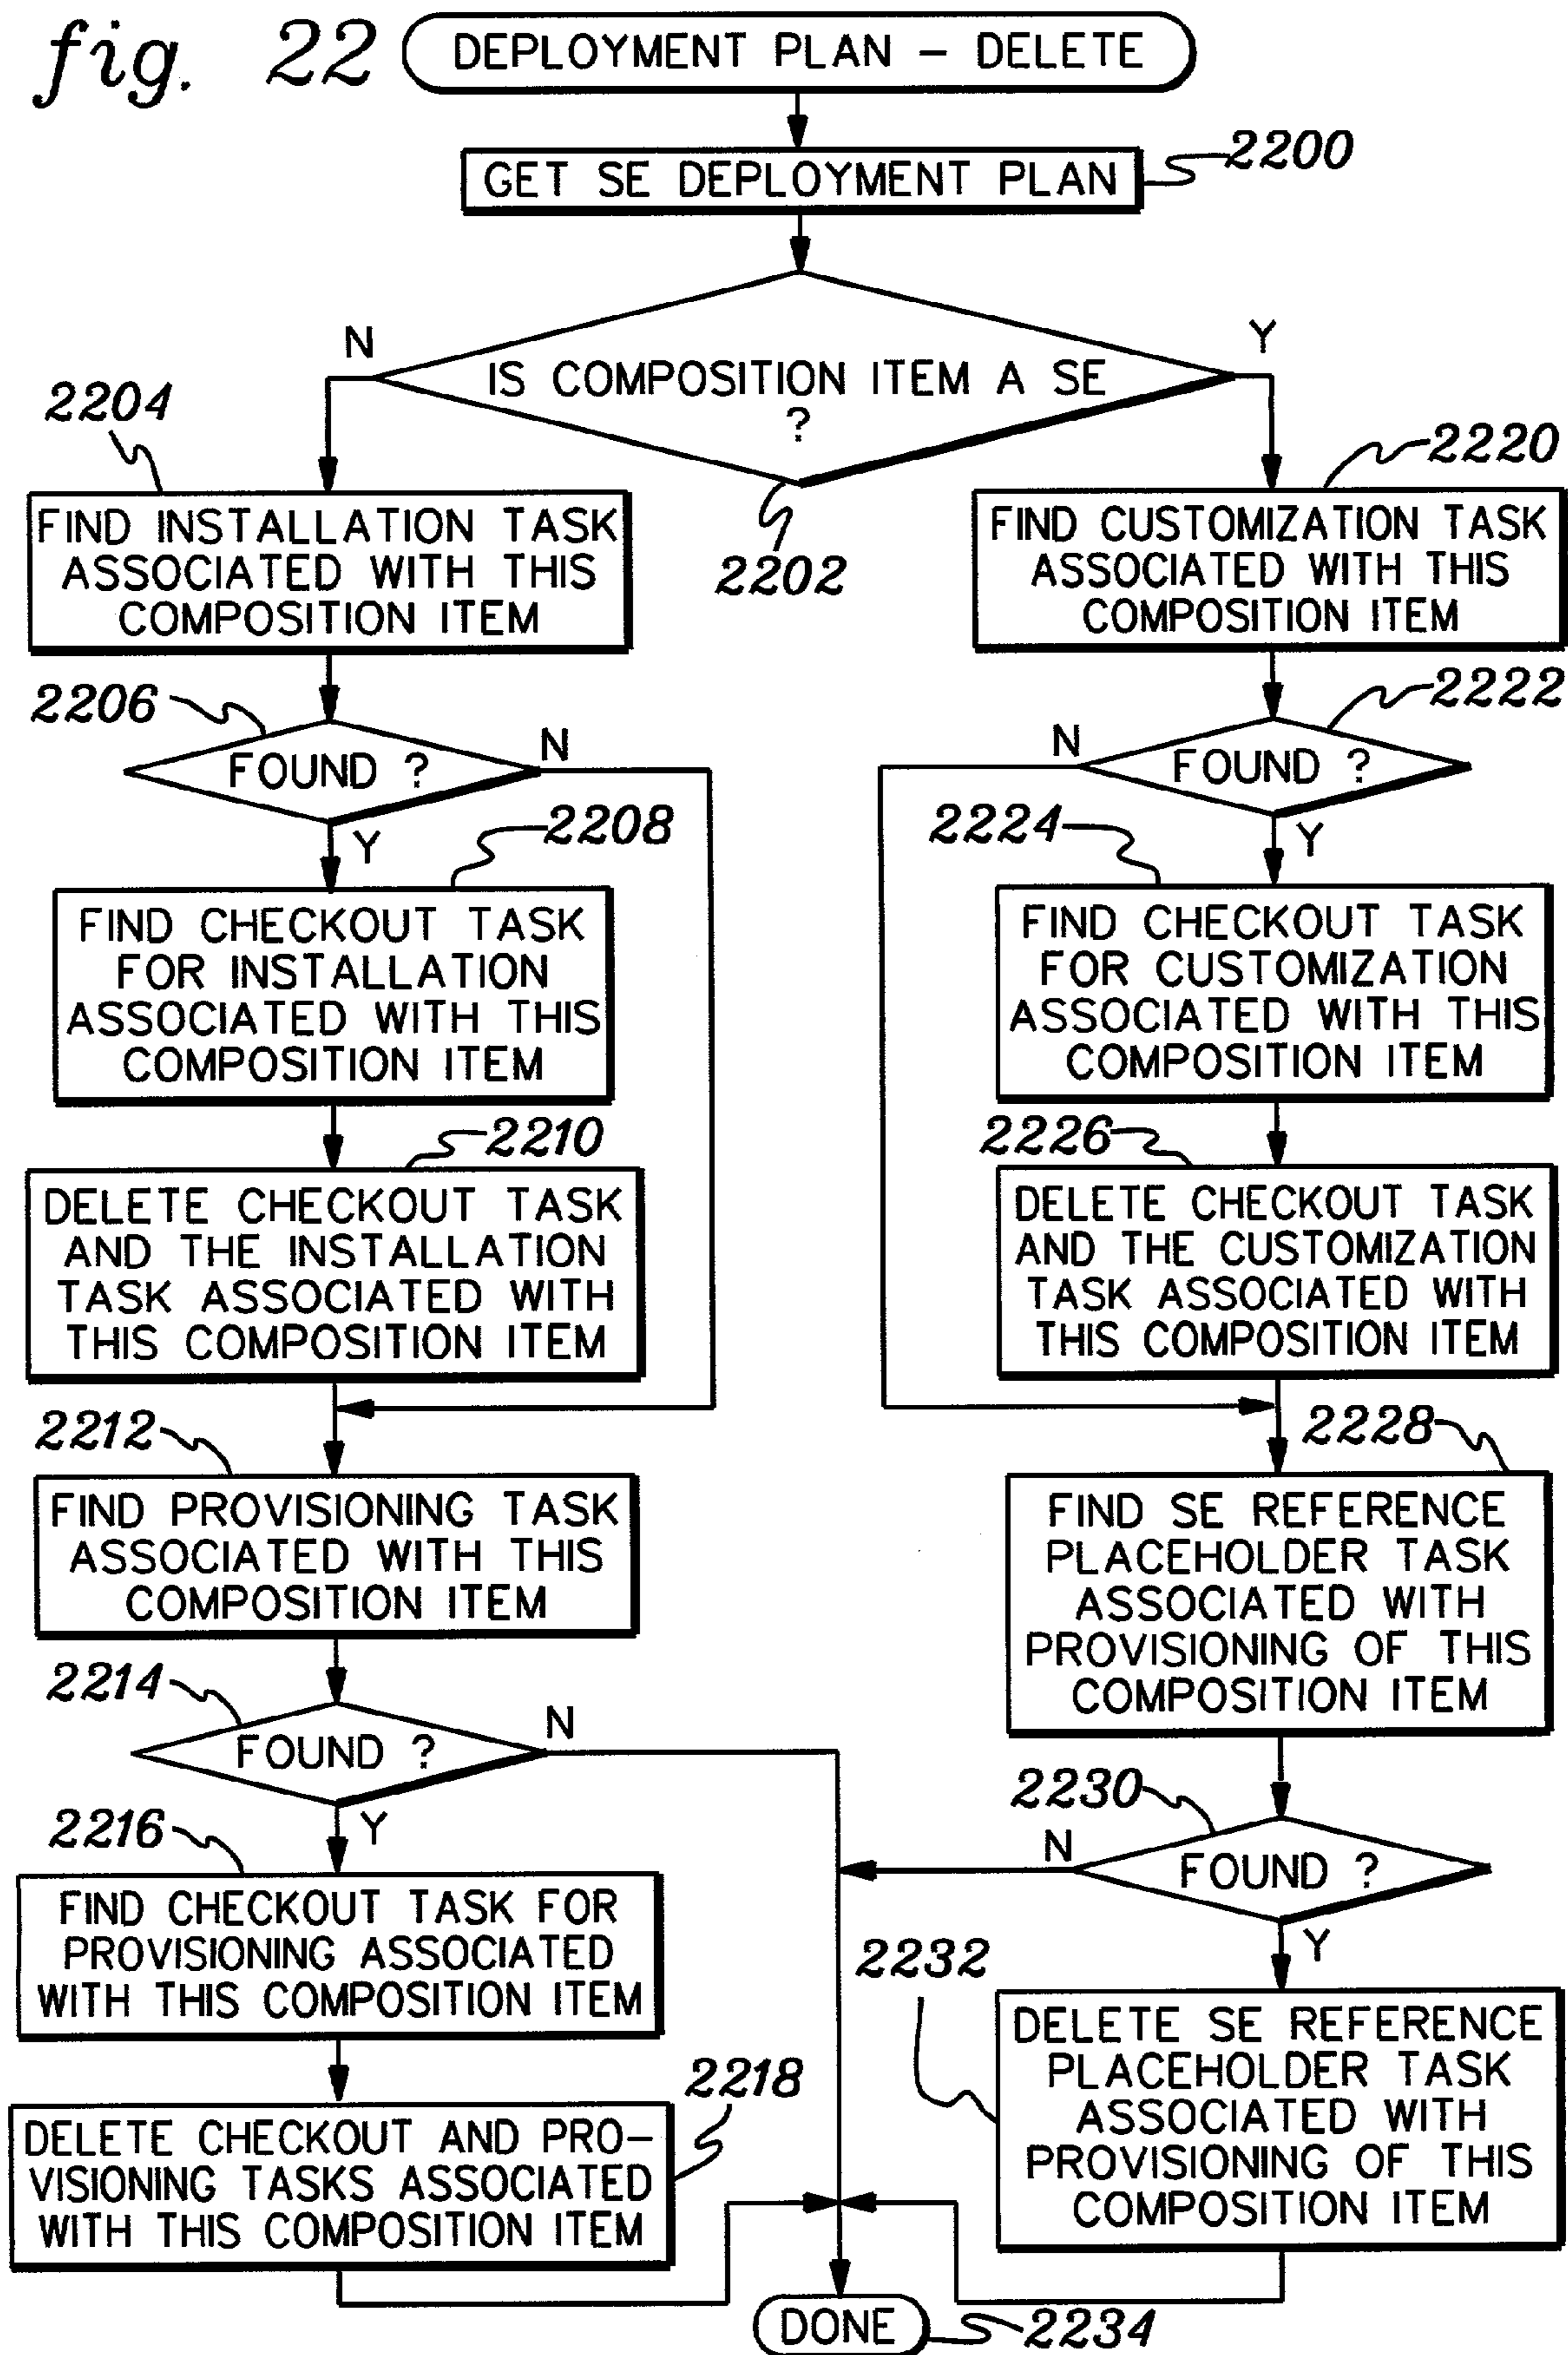 fig. 22
DEPLOYMENT PLAN – DELETE
2200
GET SE DEPLOYMENT PLAN
N
Y
IS COMPOSITION ITEM A SE
?
2202
2204
FIND INSTALLATION TASK
ASSOCIATED WITH THIS
COMPOSITION ITEM
2206
FOUND ?
N
Y
2208
FIND CHECKOUT TASK
FOR INSTALLATION
ASSOCIATED WITH THIS
COMPOSITION ITEM
2210
DELETE CHECKOUT TASK
AND THE INSTALLATION
TASK ASSOCIATED WITH
THIS COMPOSITION ITEM
2212
FIND PROVISIONING TASK
ASSOCIATED WITH THIS
COMPOSITION ITEM
2214
FOUND ?
N
Y
2216
FIND CHECKOUT TASK FOR
PROVISIONING ASSOCIATED
WITH THIS COMPOSITION ITEM
2218
DELETE CHECKOUT AND PRO–
VISIONING TASKS ASSOCIATED
WITH THIS COMPOSITION ITEM
2220
FIND CUSTOMIZATION TASK
ASSOCIATED WITH THIS
COMPOSITION ITEM
2222
N
FOUND ?
Y
2224
FIND CHECKOUT TASK
FOR CUSTOMIZATION
ASSOCIATED WITH THIS
COMPOSITION ITEM
2226
DELETE CHECKOUT TASK
AND THE CUSTOMIZATION
TASK ASSOCIATED WITH
THIS COMPOSITION ITEM
2228
FIND SE REFERENCE
PLACEHOLDER TASK
ASSOCIATED WITH
PROVISIONING OF THIS
COMPOSITION ITEM
2230
N
FOUND ?
Y
2232
DELETE SE REFERENCE
PLACEHOLDER TASK
ASSOCIATED WITH
PROVISIONING OF THIS
COMPOSITION ITEM
DONE
2234